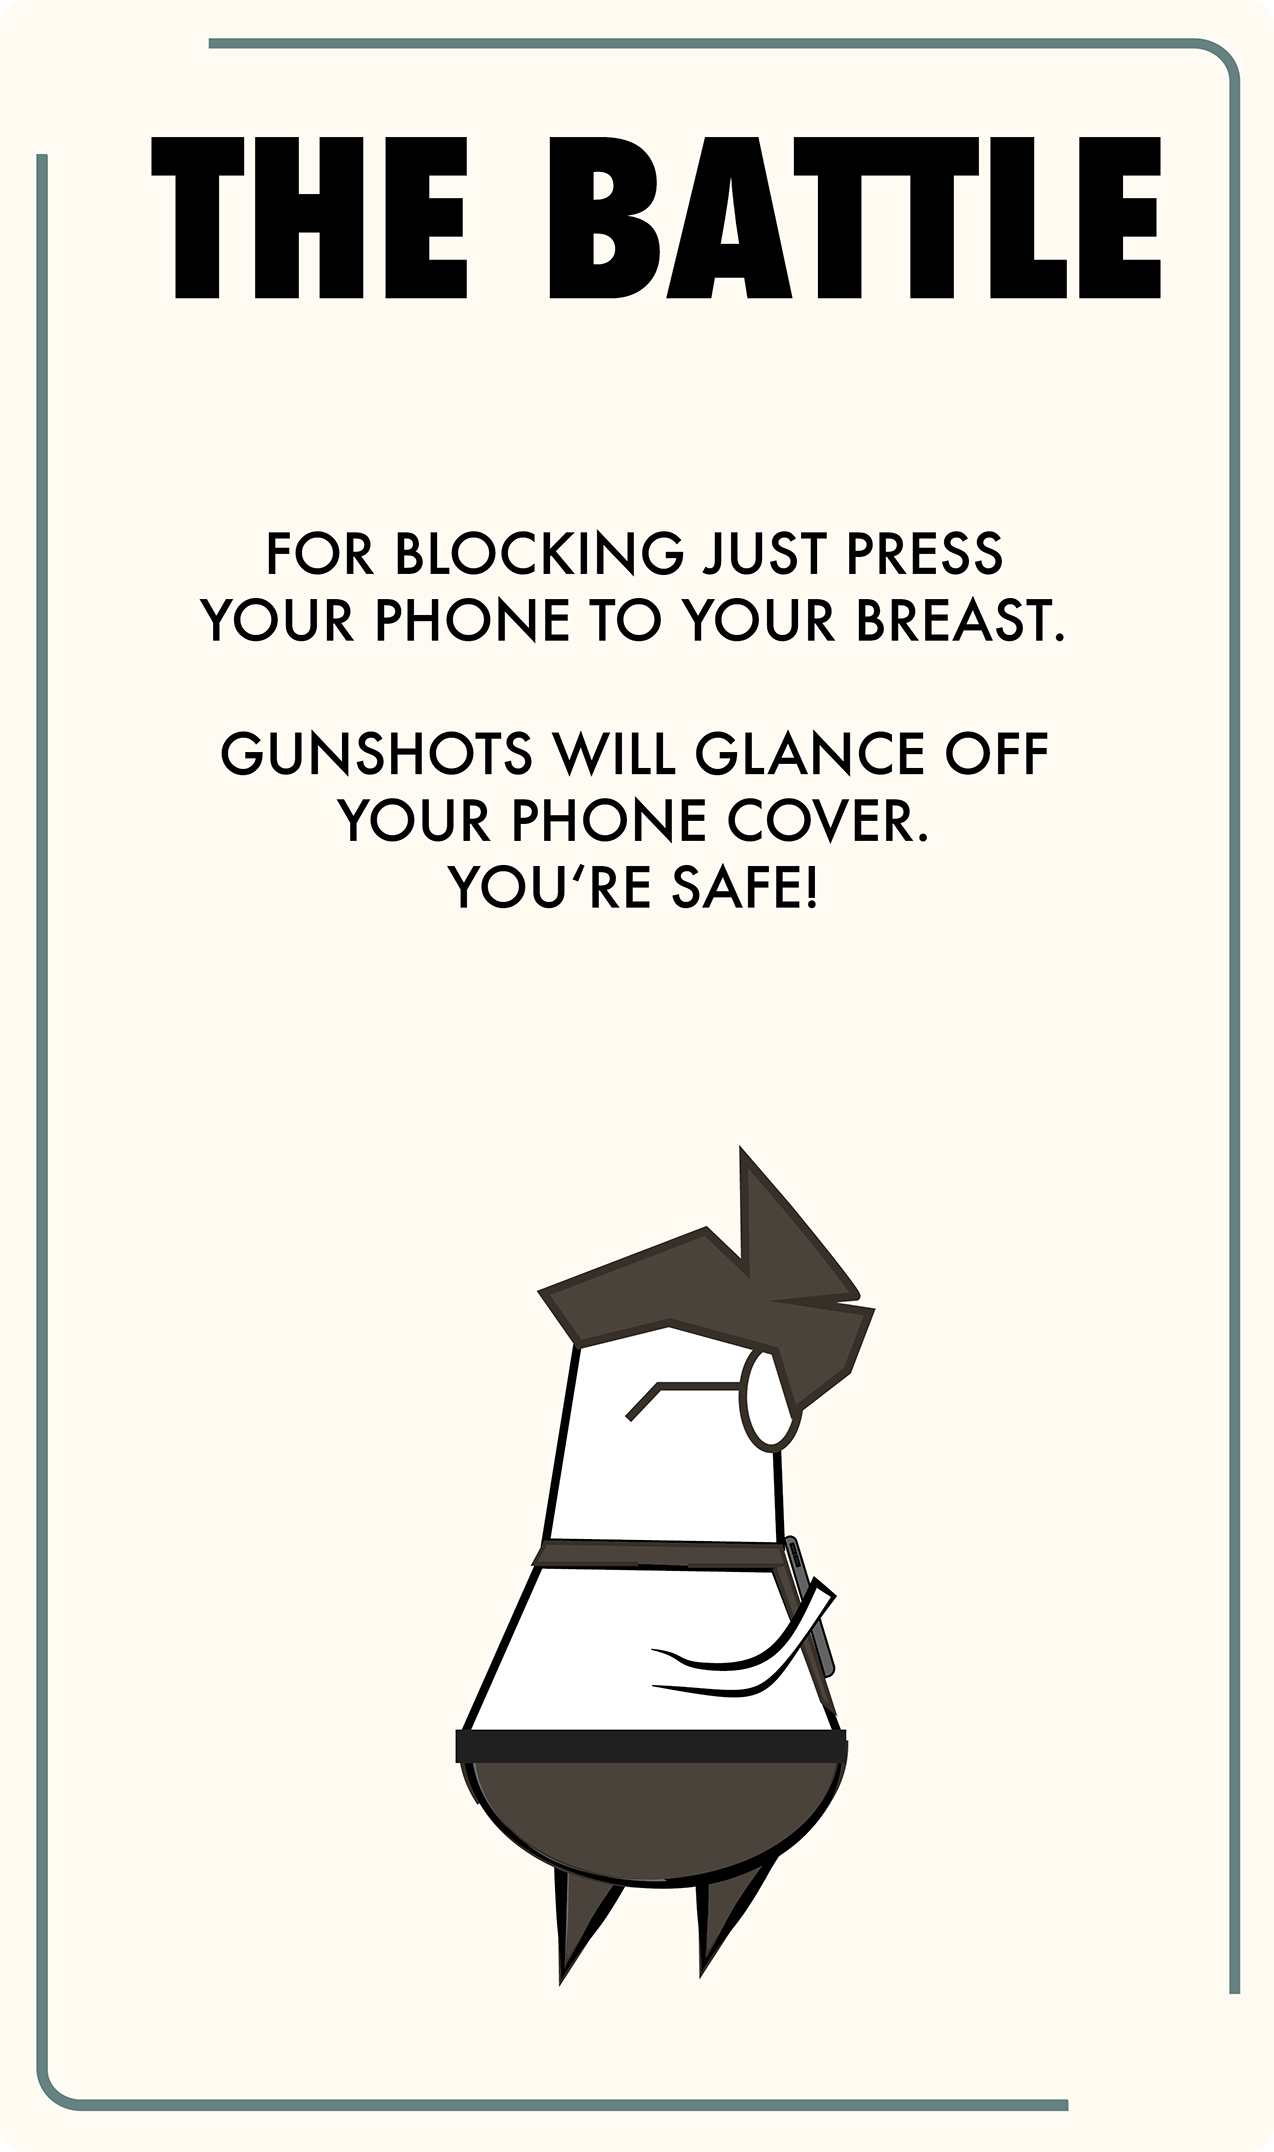 THE BATTLE
FOR BLOCKING JUST PRESS
YOUR PHONE TO YOUR BREAST.
GUNSHOTS WILL GLANCE OFF
YOUR PHONE COVER.
YOU‘RE SAFE!